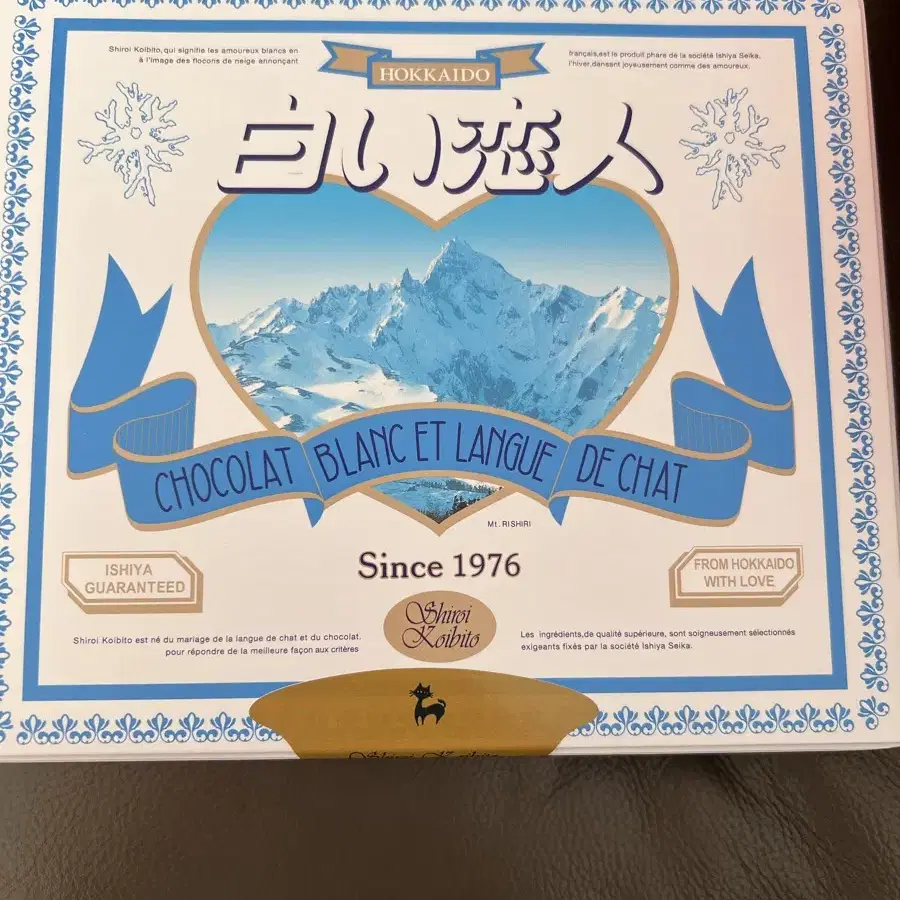 Shiroi Koibito,qui signifie les amoureux blancs en
à l'image des flocons de neige annonçant
HOKKAIDO
français,est le produit phare de la société Ishiya Seika.
l'hiver,dansant joyeusement comme des amoureux.
白い恋人
CHOCOLAT BLANC ET LANGUE DE CHAT
Mt. RISHIRI
Since 1976
ISHIYA
GUARANTEED
FROM HOKKAIDO
WITH LOVE
Shiroi
Koibito
Shiroi Koibito est né du mariage de la langue de chat et du chocolat.
pour répondre de la meilleure façon aux critères
Les ingrédients,de qualité supérieure, sont soigneusement sélectionnés
exigeants fixés par la société Ishiya Seika.
Shiroi Koibito